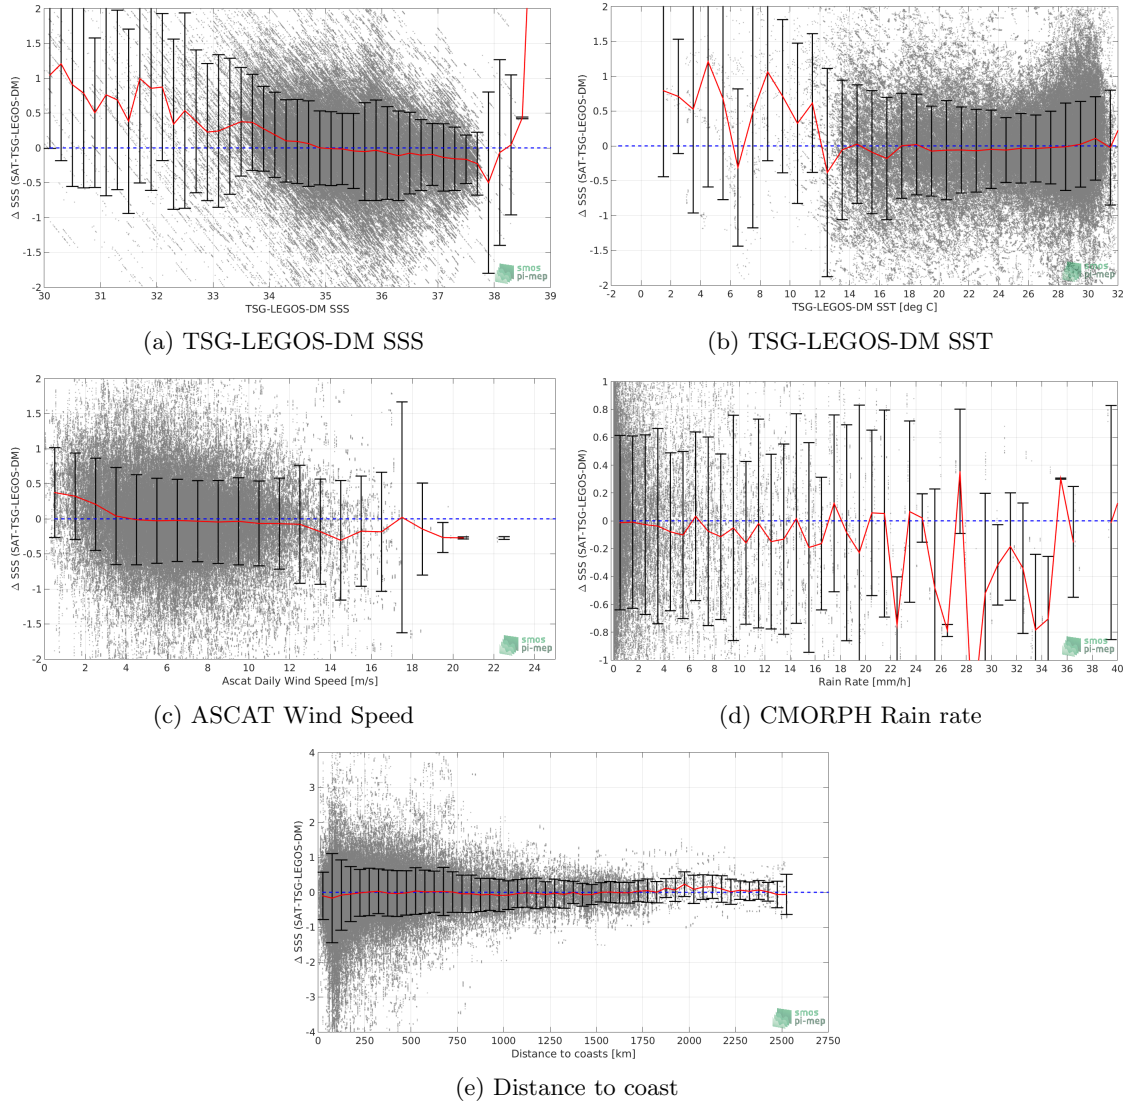 2
1.5
1
0.5
0
-0.5
-1
-1.5
-2
Δ SSS (SAT-TSG-LEGOS-DM)
30 31 32 33 34 35 36 37 38 39
TSG-LEGOS-DM SSS
smos
pi-mep
(a) TSG-LEGOS-DM SSS
2
1.5
1
0.5
0
-0.5
-1
-1.5
-2
Δ SSS (SAT-TSG-LEGOS-DM)
-2 0 2 4 6 8 10 12 14 16 18 20 22 24 26 28 30 32
TSG-LEGOS-DM SST [deg C]
smos
pi-mep
(b) TSG-LEGOS-DM SST
2
1.5
1
0.5
0
-0.5
-1
-1.5
-2
Δ SSS (SAT-TSG-LEGOS-DM)
0 2 4 6 8 10 12 14 16 18 20 22 24
Ascat Daily Wind Speed [m/s]
smos
pi-mep
(c) ASCAT Wind Speed
1
0.8
0.6
0.4
0.2
0
-0.2
-0.4
-0.6
-0.8
-1
Δ SSS (SAT-TSG-LEGOS-DM)
0 2 4 6 8 10 12 14 16 18 20 22 24 26 28 30 32 34 36 38 40
Rain Rate [mm/h]
smos
pi-mep
(d) CMORPH Rain rate
4
3
2
1
0
-1
-2
-3
-4
Δ SSS (SAT-TSG-LEGOS-DM)
0 250 500 750 1000 1250 1500 1750 2000 2250 2500 2750
Distance to coasts [km]
smos
pi-mep
(e) Distance to coast